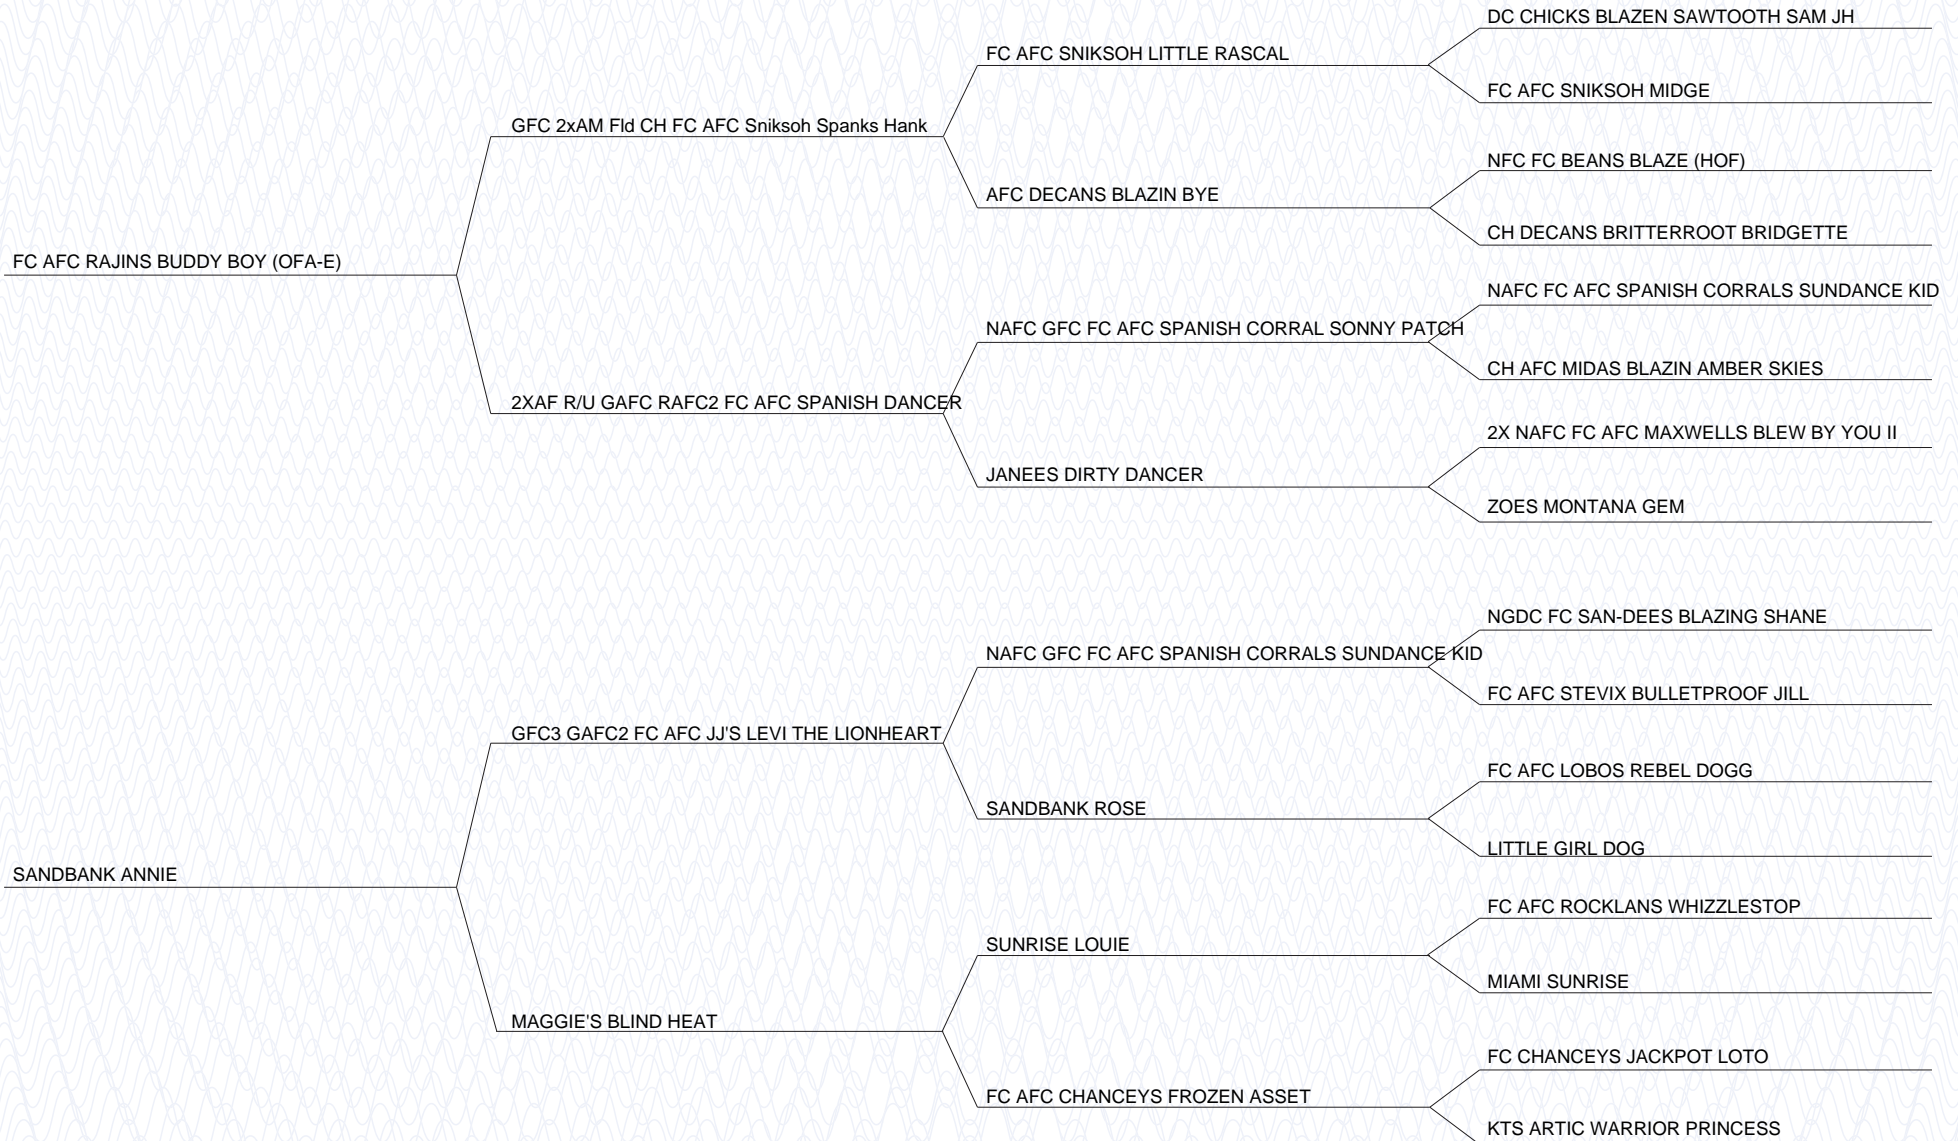 DC CHICKS BLAZEN SAWTOOTH SAM JH
FC AFC SNIKSOH LITTLE RASCAL
FC AFC SNIKSOH MIDGE
GFC 2xAM Fld CH FC AFC Sniksoh Spanks Hank
NFC FC BEANS BLAZE (HOF)
AFC DECANS BLAZIN BYE
CH DECANS BRITTERROOT BRIDGETTE
FC AFC RAJINS BUDDY BOY (OFA-E)
NAFC FC AFC SPANISH CORRALS SUNDANCE KID
NAFC GFC FC AFC SPANISH CORRAL SONNY PATCH
CH AFC MIDAS BLAZIN AMBER SKIES
2XAF R/U GAFC RAFC2 FC AFC SPANISH DANCER
2X NAFC FC AFC MAXWELLS BLEW BY YOU II
JANEES DIRTY DANCER
ZOES MONTANA GEM
NGDC FC SAN-DEES BLAZING SHANE
NAFC GFC FC AFC SPANISH CORRALS SUNDANCE KID
FC AFC STEVIX BULLETPROOF JILL
GFC3 GAFC2 FC AFC JJ'S LEVI THE LIONHEART
FC AFC LOBOS REBEL DOGG
SANDBANK ROSE
LITTLE GIRL DOG
SANDBANK ANNIE
FC AFC ROCKLANS WHIZZLESTOP
SUNRISE LOUIE
MIAMI SUNRISE
MAGGIE'S BLIND HEAT
FC CHANCEYS JACKPOT LOTO
FC AFC CHANCEYS FROZEN ASSET
KTS ARTIC WARRIOR PRINCESS